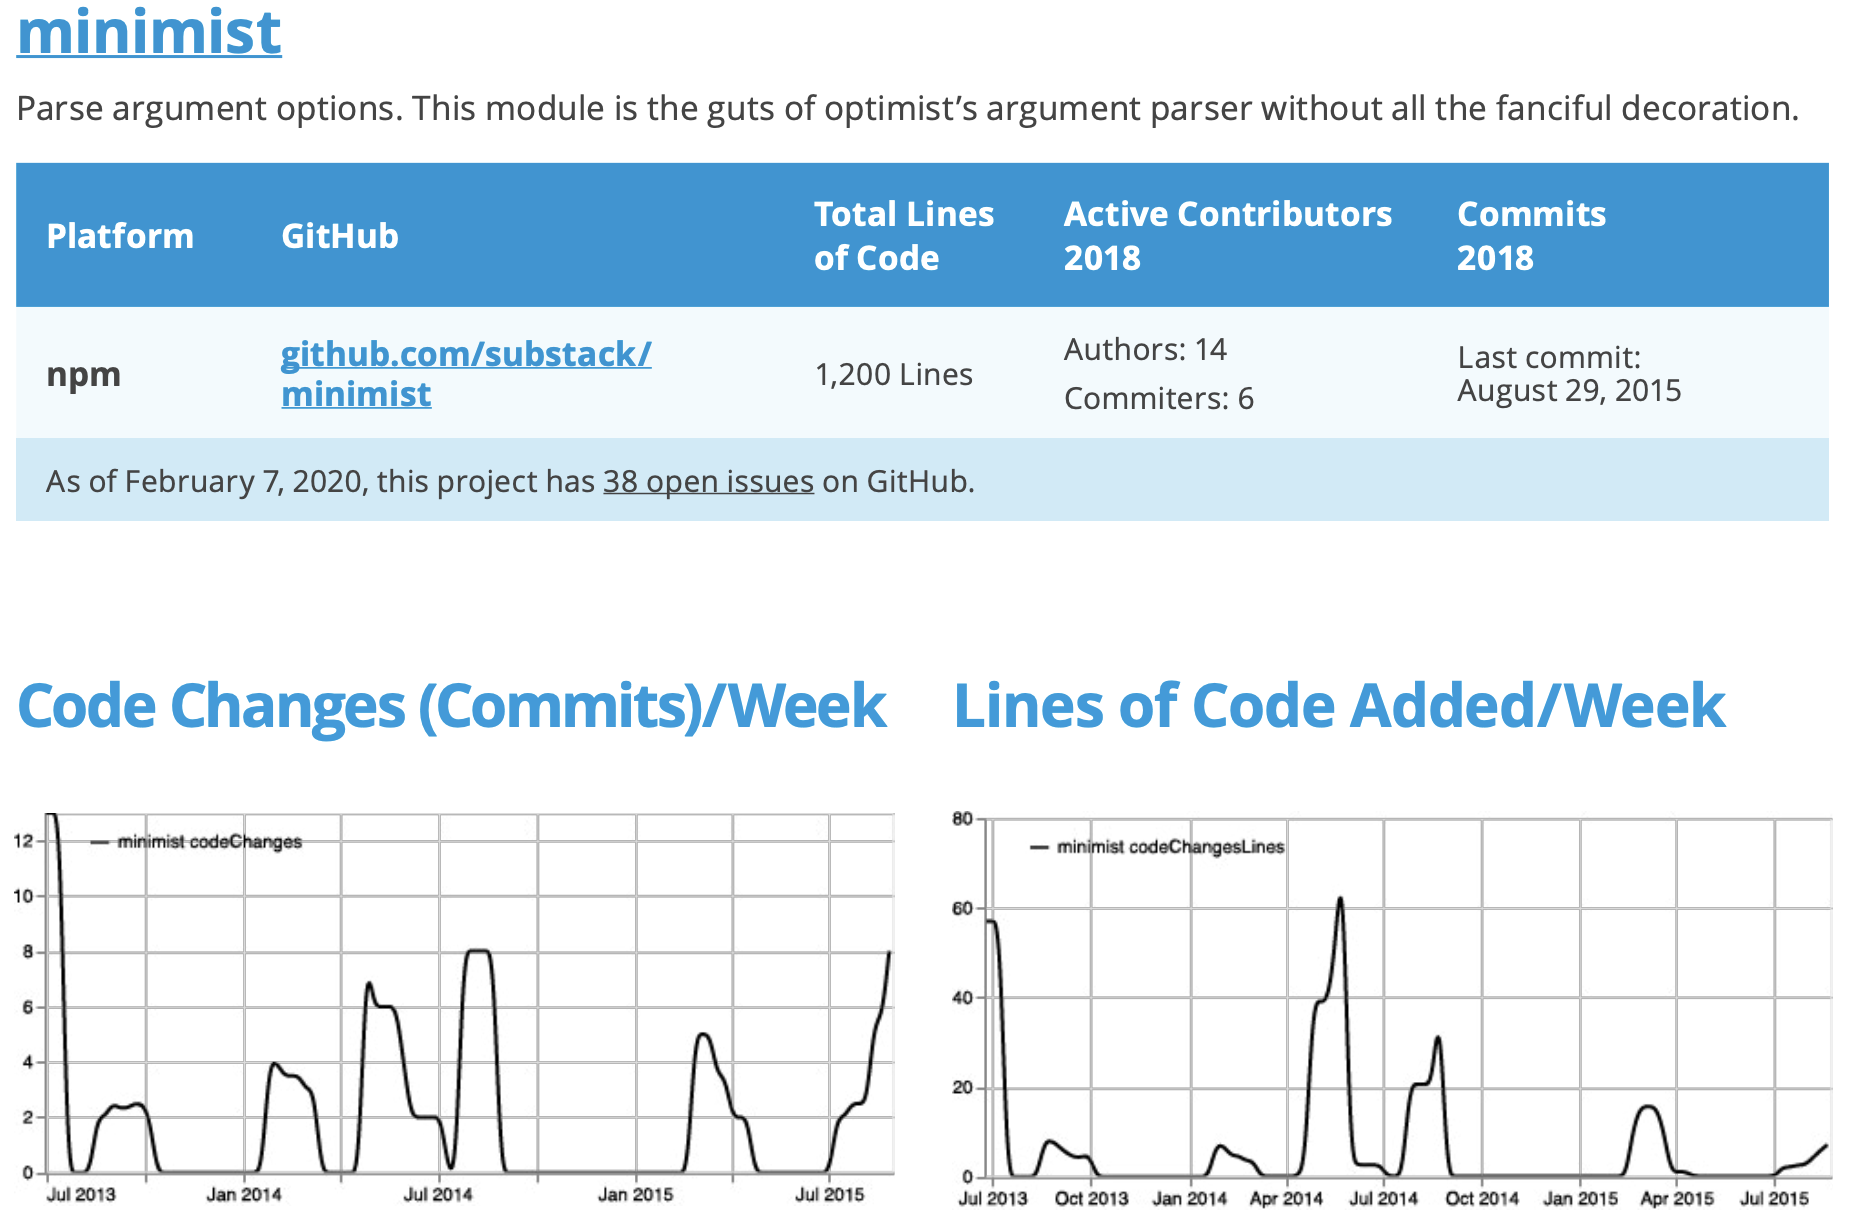 minimist
Parse argument options. This module is the guts of optimist’s argument parser without all the fanciful decoration.
Platform
GitHub
Total Lines
of Code
Active Contributors
2018
Commits
2018
npm
github.com/substack/
minimist
1,200 Lines
Authors: 14
Commiters: 6
Last commit:
August 29, 2015
As of February 7, 2020, this project has 38 open issues on GitHub.
Code Changes (Commits)/Week
12
10
8
6
4
2
0
minimist codeChanges
Jul 2013 Jan 2014 Jul 2014 Jan 2015 Jul 2015
Lines of Code Added/Week
80
60
40
20
0
minimist codeChangesLines
Jul 2013 Oct 2013 Jan 2014 Apr 2014 Jul 2014 Oct 2014 Jan 2015 Apr 2015 Jul 2015